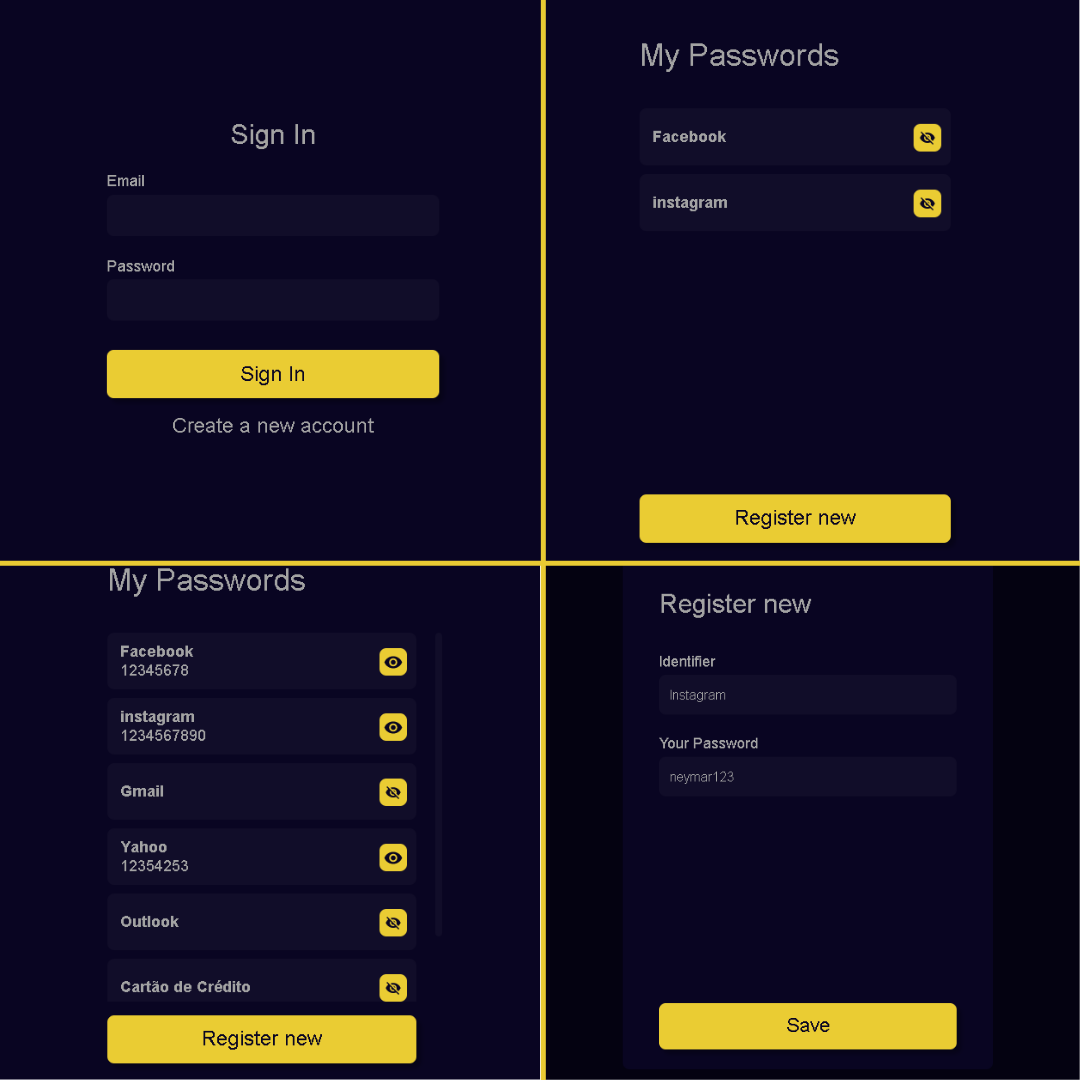 Sign In
Email
Password
Sign In
Create a new account
My Passwords
Facebook
instagram
Register new
My Passwords
Facebook
12345678
instagram
1234567890
Gmail
Yahoo
12354253
Outlook
Cartão de Crédito
Register new
Register new
Identifier
Instagram
Your Password
neymar123
Save